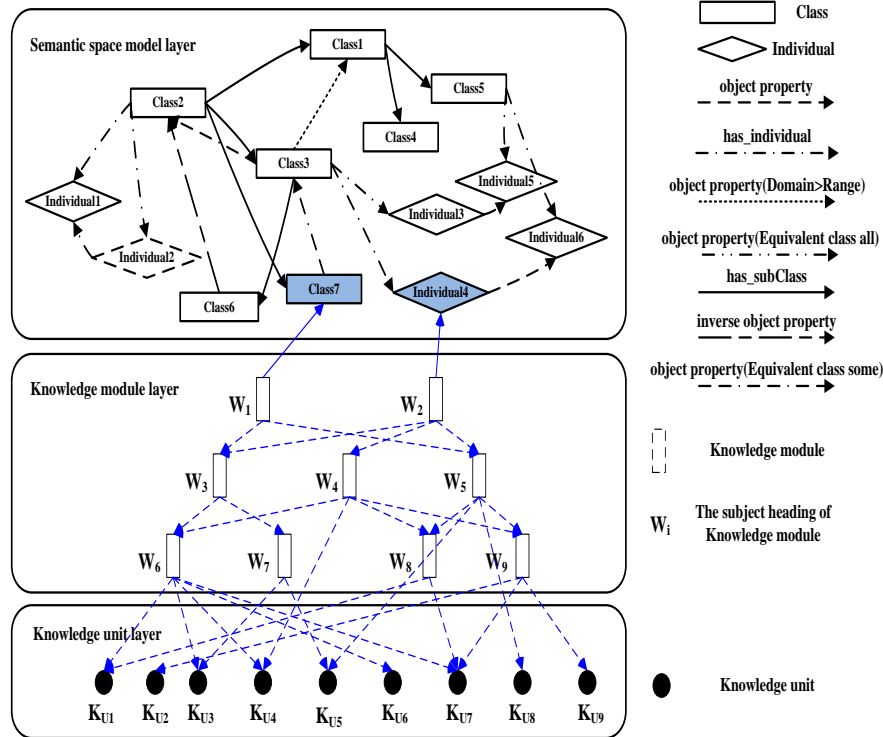 Semantic space model layer
Class1
Class2
Class5
Class4
Class3
Individual1
Individual5
Individual3
Individual2
Individual6
Class6
Class7
Individual4
Knowledge module layer
W1
W2
W3
W4
W5
W6
W7
W8
W9
Knowledge unit layer
KU1
KU2
KU3
KU4
KU5
KU6
KU7
KU8
KU9
Class
Individual
object property
has_individual
object property(Domain>Range)
object property(Equivalent class all)
has_subClass
inverse object property
object property(Equivalent class some)
Knowledge module
Wi
The subject heading of
Knowledge module
Knowledge unit